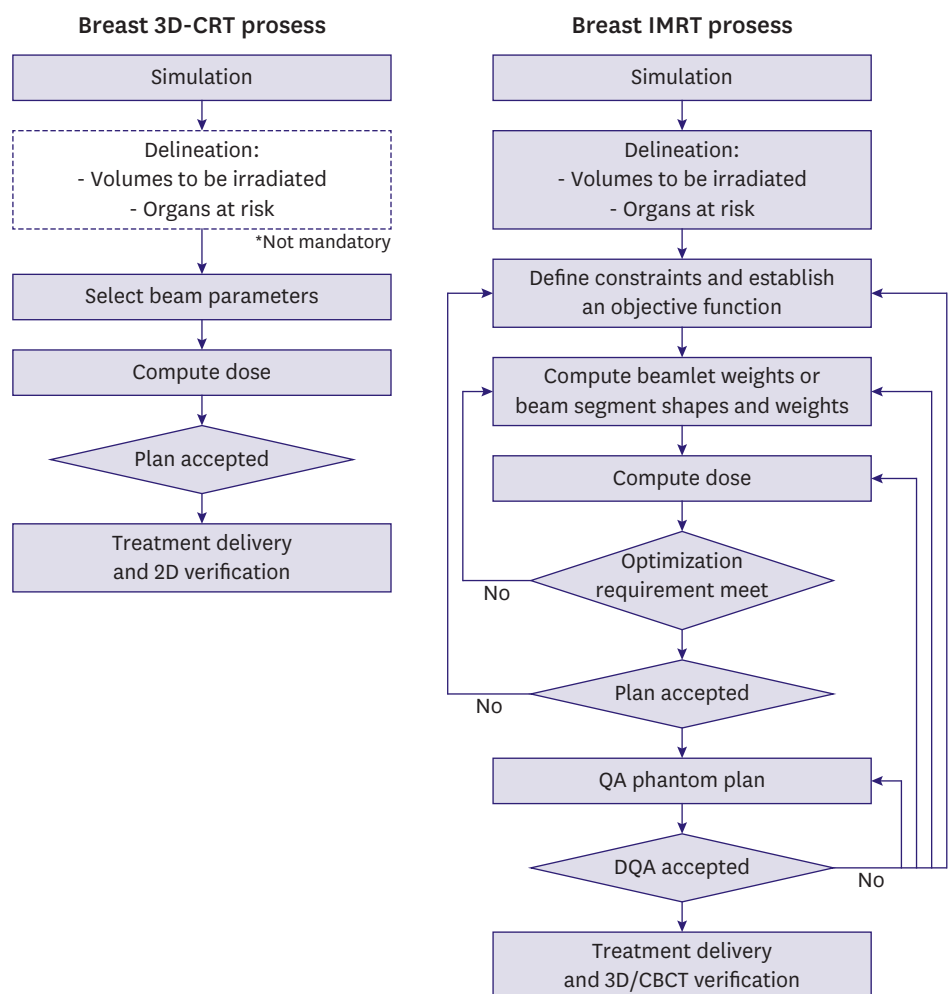 Breast 3D-CRT prosess
Simulation
Delineation:
- Volumes to be irradiated
- Organs at risk
*Not mandatory
Select beam parameters
Compute dose
Plan accepted
Treatment delivery
and 2D verification
Breast IMRT prosess
Simulation
Delineation:
- Volumes to be irradiated
- Organs at risk
Define constraints and establish
an objective function
Compute beamlet weights or
beam segment shapes and weights
Compute dose
Optimization
requirement meet
No
Plan accepted
No
QA phantom plan
DQA accepted
No
Treatment delivery
and 3D/CBCT verification